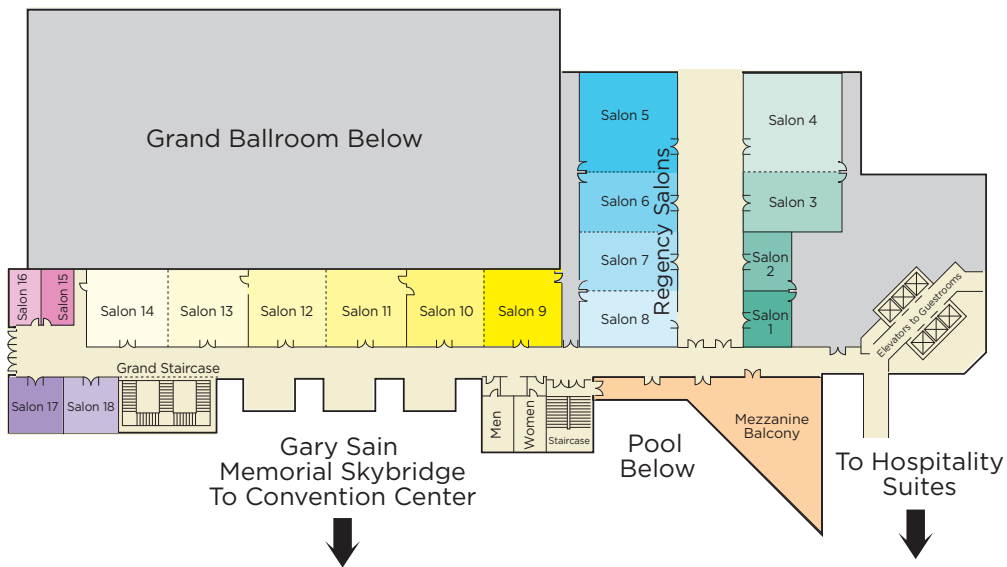 Grand Ballroom Below
Salon 5
Salon 4
Regency Salons
Salon 6
Salon 3
Salon 7
Salon
2
Salon 8
Salon
1
Salon 16
Salon 15
Salon 14
Salon 13
Salon 12
Salon 11
Salon 10
Salon 9
Elevators to Guestrooms
Grand Staircase
Salon 17
Salon 18
Men
Women
Staircase
Mezzanine
Balcony
Gary Sain
Memorial Skybridge
To Convention Center
Pool
Below
To Hospitality
Suites